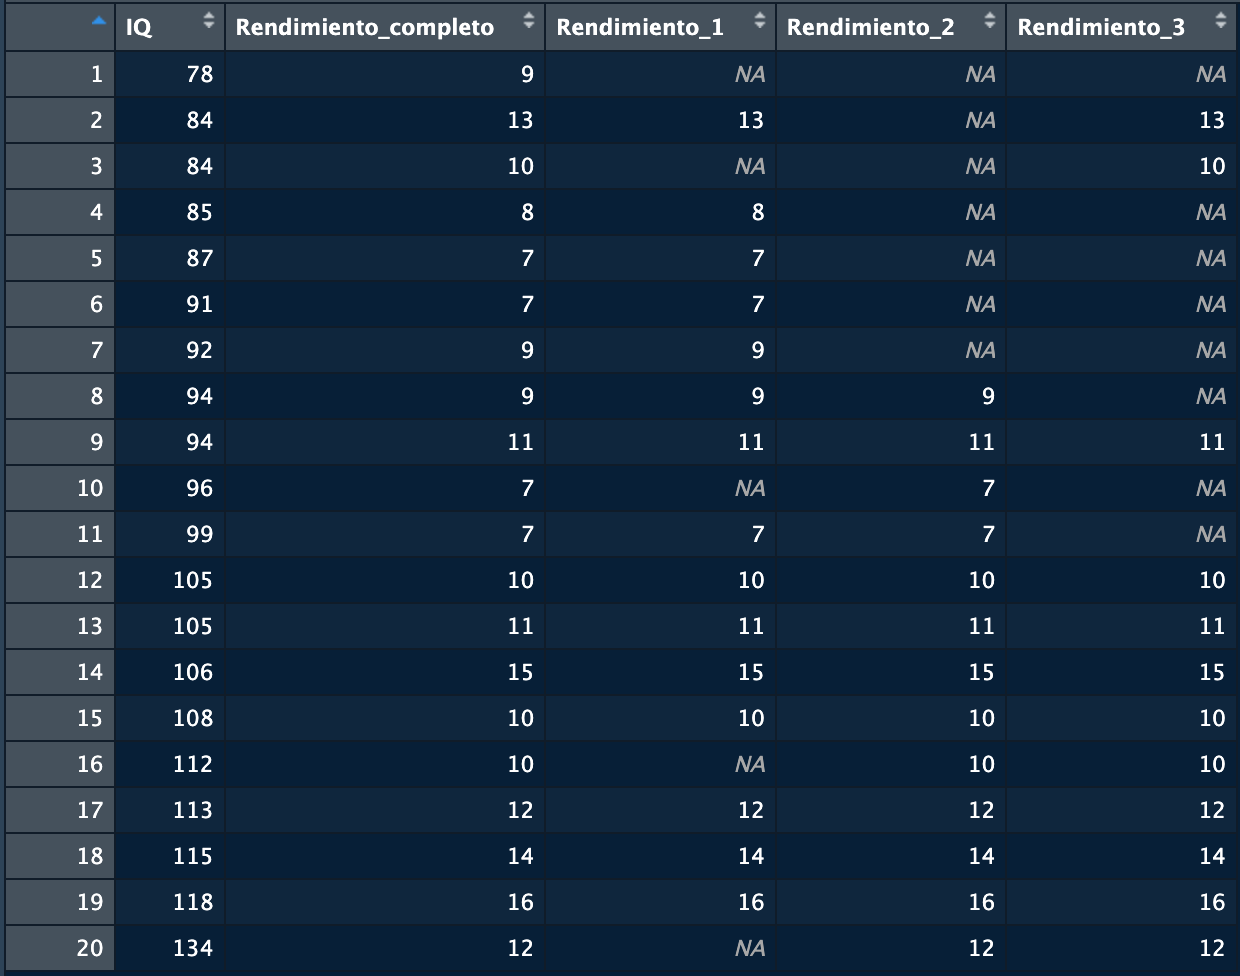 IQ Rendimiento_completo Rendimiento_1 Rendimiento_2 Rendimiento_3
1 78 9 NA NA NA
2 84 13 13 NA 13
3 84 10 NA NA 10
4 85 8 8 NA NA
5 87 7 7 NA NA
6 91 7 7 NA NA
7 92 9 9 NA NA
8 94 9 9 9 NA
9 94 11 11 11 11
10 96 7 NA 7 NA
11 99 7 7 7 NA
12 105 10 10 10 10
13 105 11 11 11 11
14 106 15 15 15 15
15 108 10 10 10 10
16 112 10 NA 10 10
17 113 12 12 12 12
18 115 14 14 14 14
19 118 16 16 16 16
20 134 12 NA 12 12